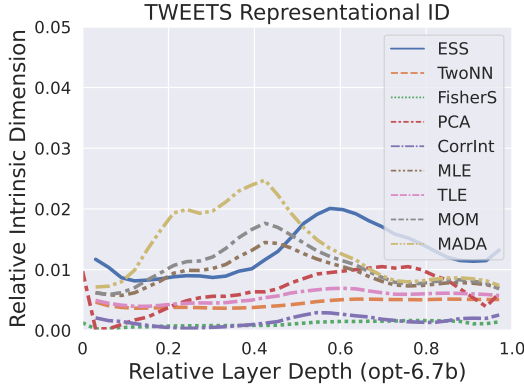 TWEETS Representational ID
Relative Intrinsic Dimension
0.05
0.04
0.03
0.02
0.01
0.00
0
0.2
0.4
0.6
0.8
1.0
Relative Layer Depth (opt-6.7b)
ESS
TwoNN
FisherS
PCA
CorrInt
MLE
TLE
MOM
MADA